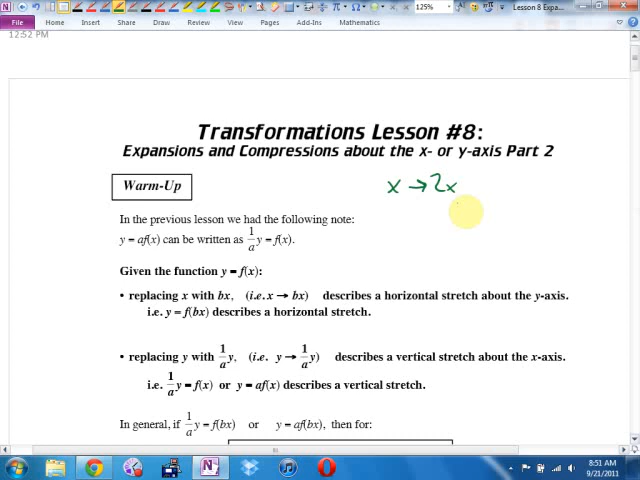 File
Home
Insert
Share
Draw
Review
View
Pages
Add-Ins
Mathematics
125%
Lesson 8 Expa...
12:52 PM
Transformations Lesson #8:
Expansions and Compressions about the x- or y-axis Part 2
Warm-Up
x → 2x
In the previous lesson we had the following note:
y = af(x) can be written as 1/a y = f(x).
Given the function y = f(x):
• replacing x with bx, (i.e. x → bx) describes a horizontal stretch about the y-axis.
i.e. y = f(bx) describes a horizontal stretch.
• replacing y with 1/a y, (i.e. y → 1/a y) describes a vertical stretch about the x-axis.
i.e. 1/a y = f(x) or y = af(x) describes a vertical stretch.
In general, if 1/a y = f(bx) or y = af(bx), then for:
8:51 AM
9/21/2011